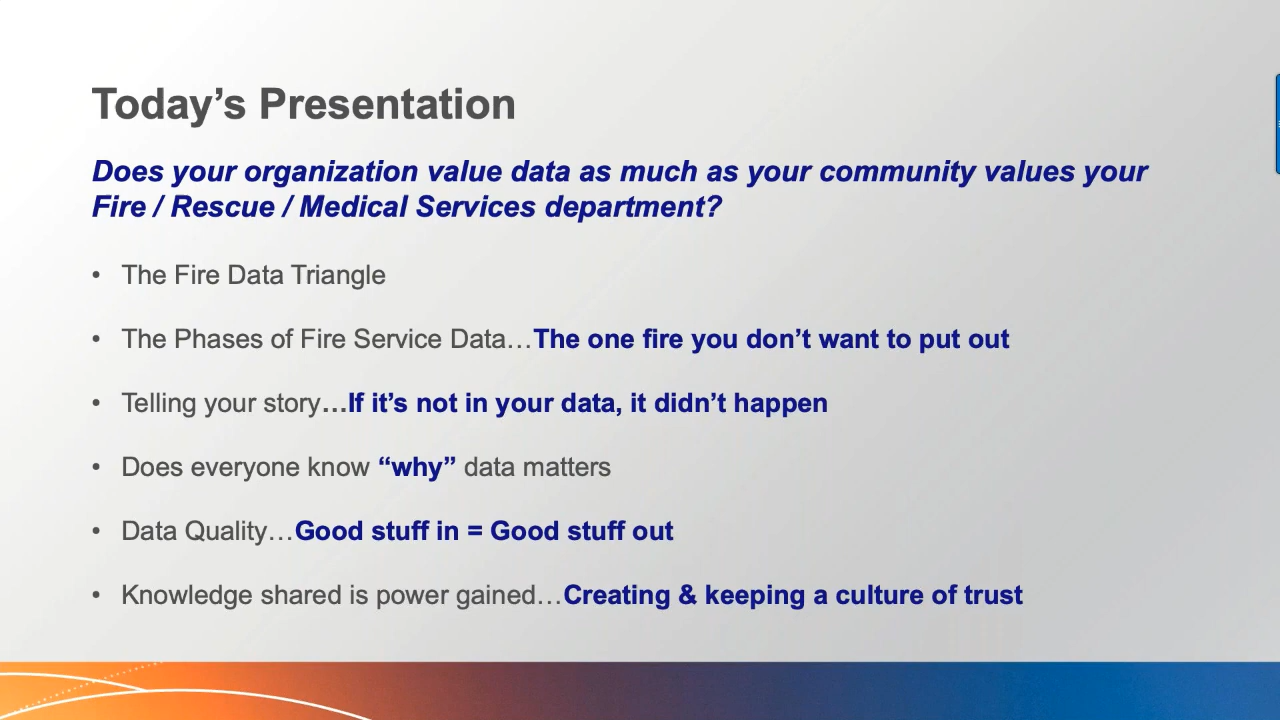 Today’s Presentation
Does your organization value data as much as your community values your
Fire / Rescue / Medical Services department?
• The Fire Data Triangle
• The Phases of Fire Service Data…The one fire you don’t want to put out
• Telling your story…If it’s not in your data, it didn’t happen
• Does everyone know “why” data matters
• Data Quality…Good stuff in = Good stuff out
• Knowledge shared is power gained…Creating & keeping a culture of trust